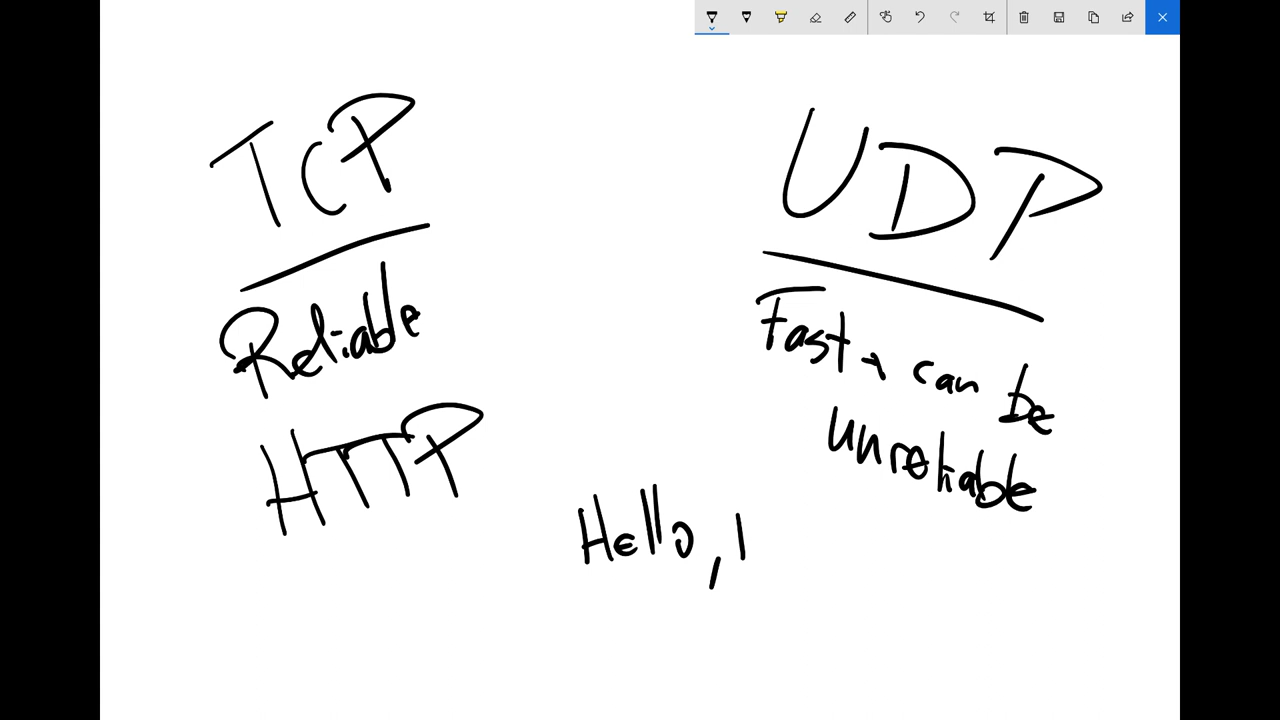 TCP
Reliable
HTTP
UDP
Fast, can be
unreliable
Hello, I